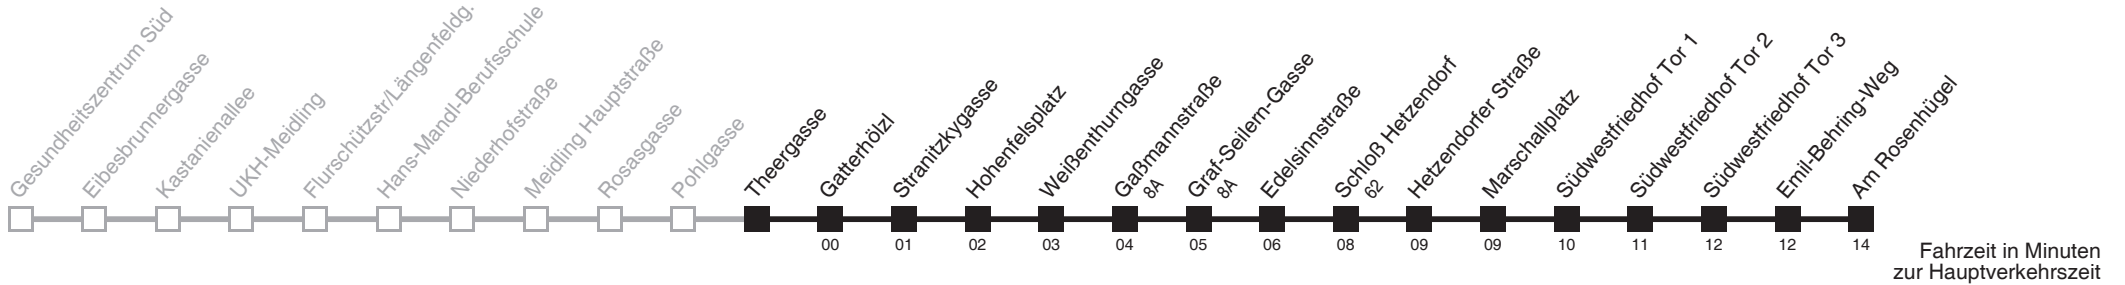 Gesundheitszentrum Süd
Eibesbrunnergasse
Kastanienallee
UKH-Meidling
Flurschützstr/Längenfeldg.
Hans-Mandl-Berufsschule
Niederhofstraße
Meidling Hauptstraße
Rosasgasse
Pohlgasse
Theergasse
Gatterhölzl
Stranitzkygasse
Hohenfelsplatz
Weißenthurngasse
Gaßmannstraße
8A
Graf-Seilern-Gasse
8A
Edelsinnstraße
Schloß Hetzendorf
62
Hetzendorfer Straße
Marschallplatz
Südwestfriedhof Tor 1
Südwestfriedhof Tor 2
Südwestfriedhof Tor 3
Emil-Behring-Weg
Am Rosenhügel
00 01 02 03 04 05 06 08 09 09 10 11 12 12 14
Fahrzeit in Minuten
zur Hauptverkehrszeit